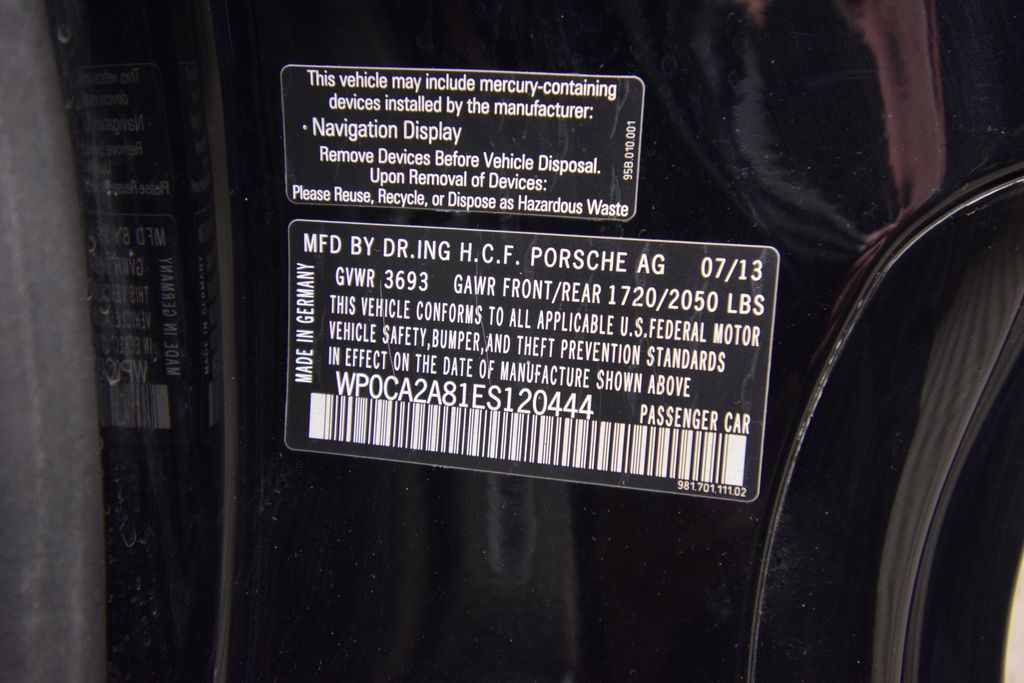 This vehicle may include mercury-containing
devices installed by the manufacturer:
· Navigation Display
Remove Devices Before Vehicle Disposal.
Upon Removal of Devices:
Please Reuse, Recycle, or Dispose as Hazardous Waste
95B.010.001
MFD BY DR.ING H.C.F. PORSCHE AG 07/13
GVWR 3693 GAWR FRONT/REAR 1720/2050 LBS
THIS VEHICLE CONFORMS TO ALL APPLICABLE U.S.FEDERAL MOTOR
VEHICLE SAFETY,BUMPER,AND THEFT PREVENTION STANDARDS
IN EFFECT ON THE DATE OF MANUFACTURE SHOWN ABOVE
WP0CA2A81ES120444 PASSENGER CAR
MADE IN GERMANY
981.701.111.02